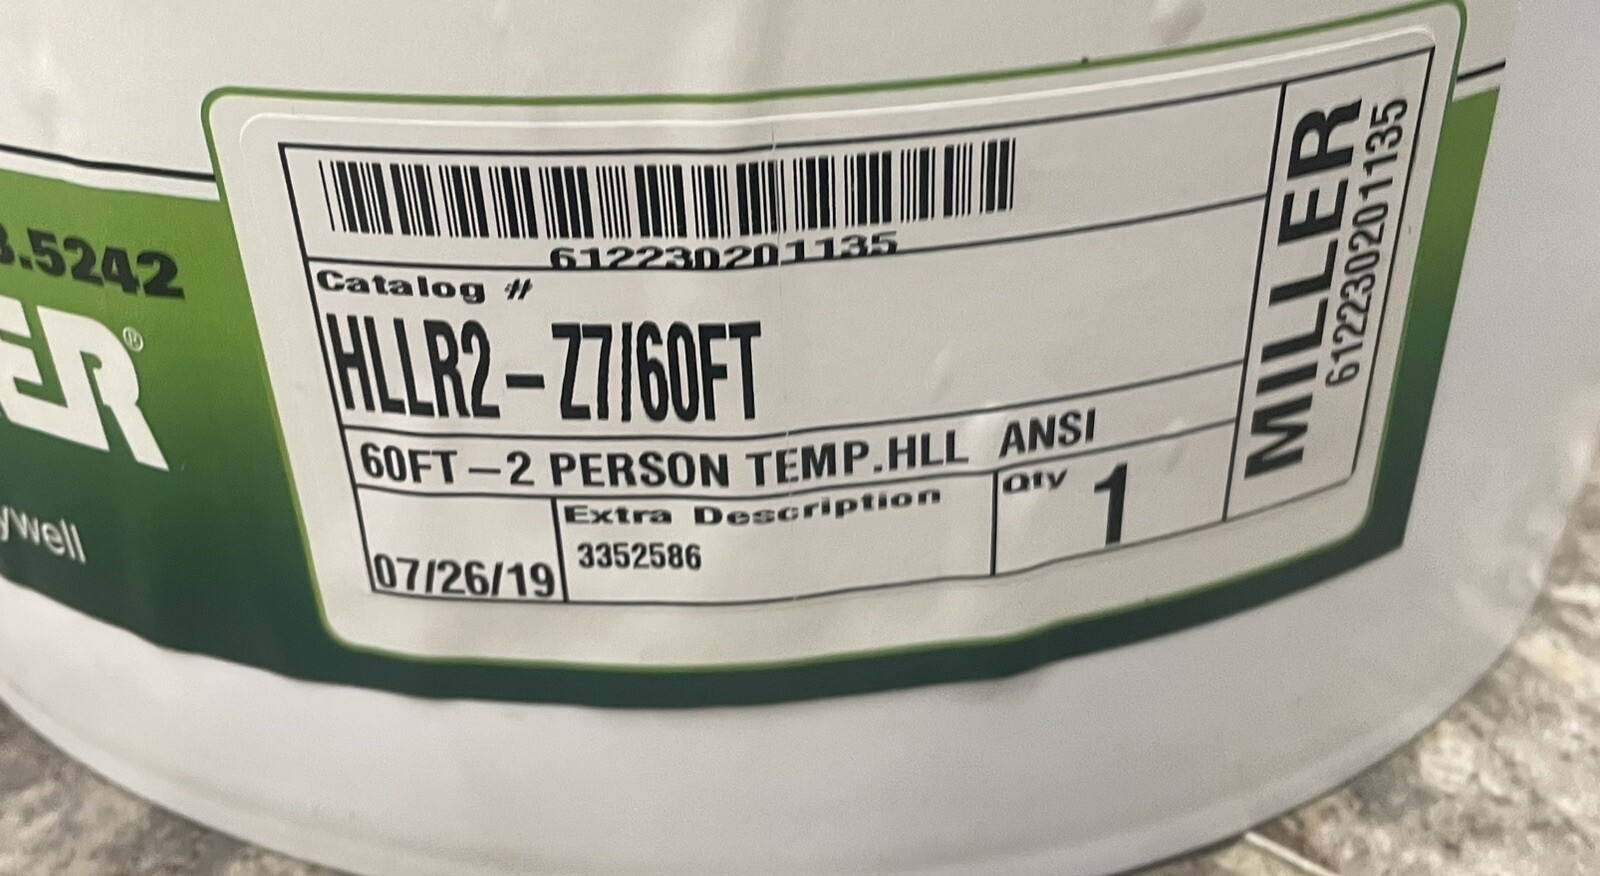 612230201135
Catalog #
HLLR2-Z7/60FT
60FT-2 PERSON TEMP.HLL ANSI
07/26/19
Extra Description
3352586
Qty 1
MILLER
612230201135
.5242
ER®
well